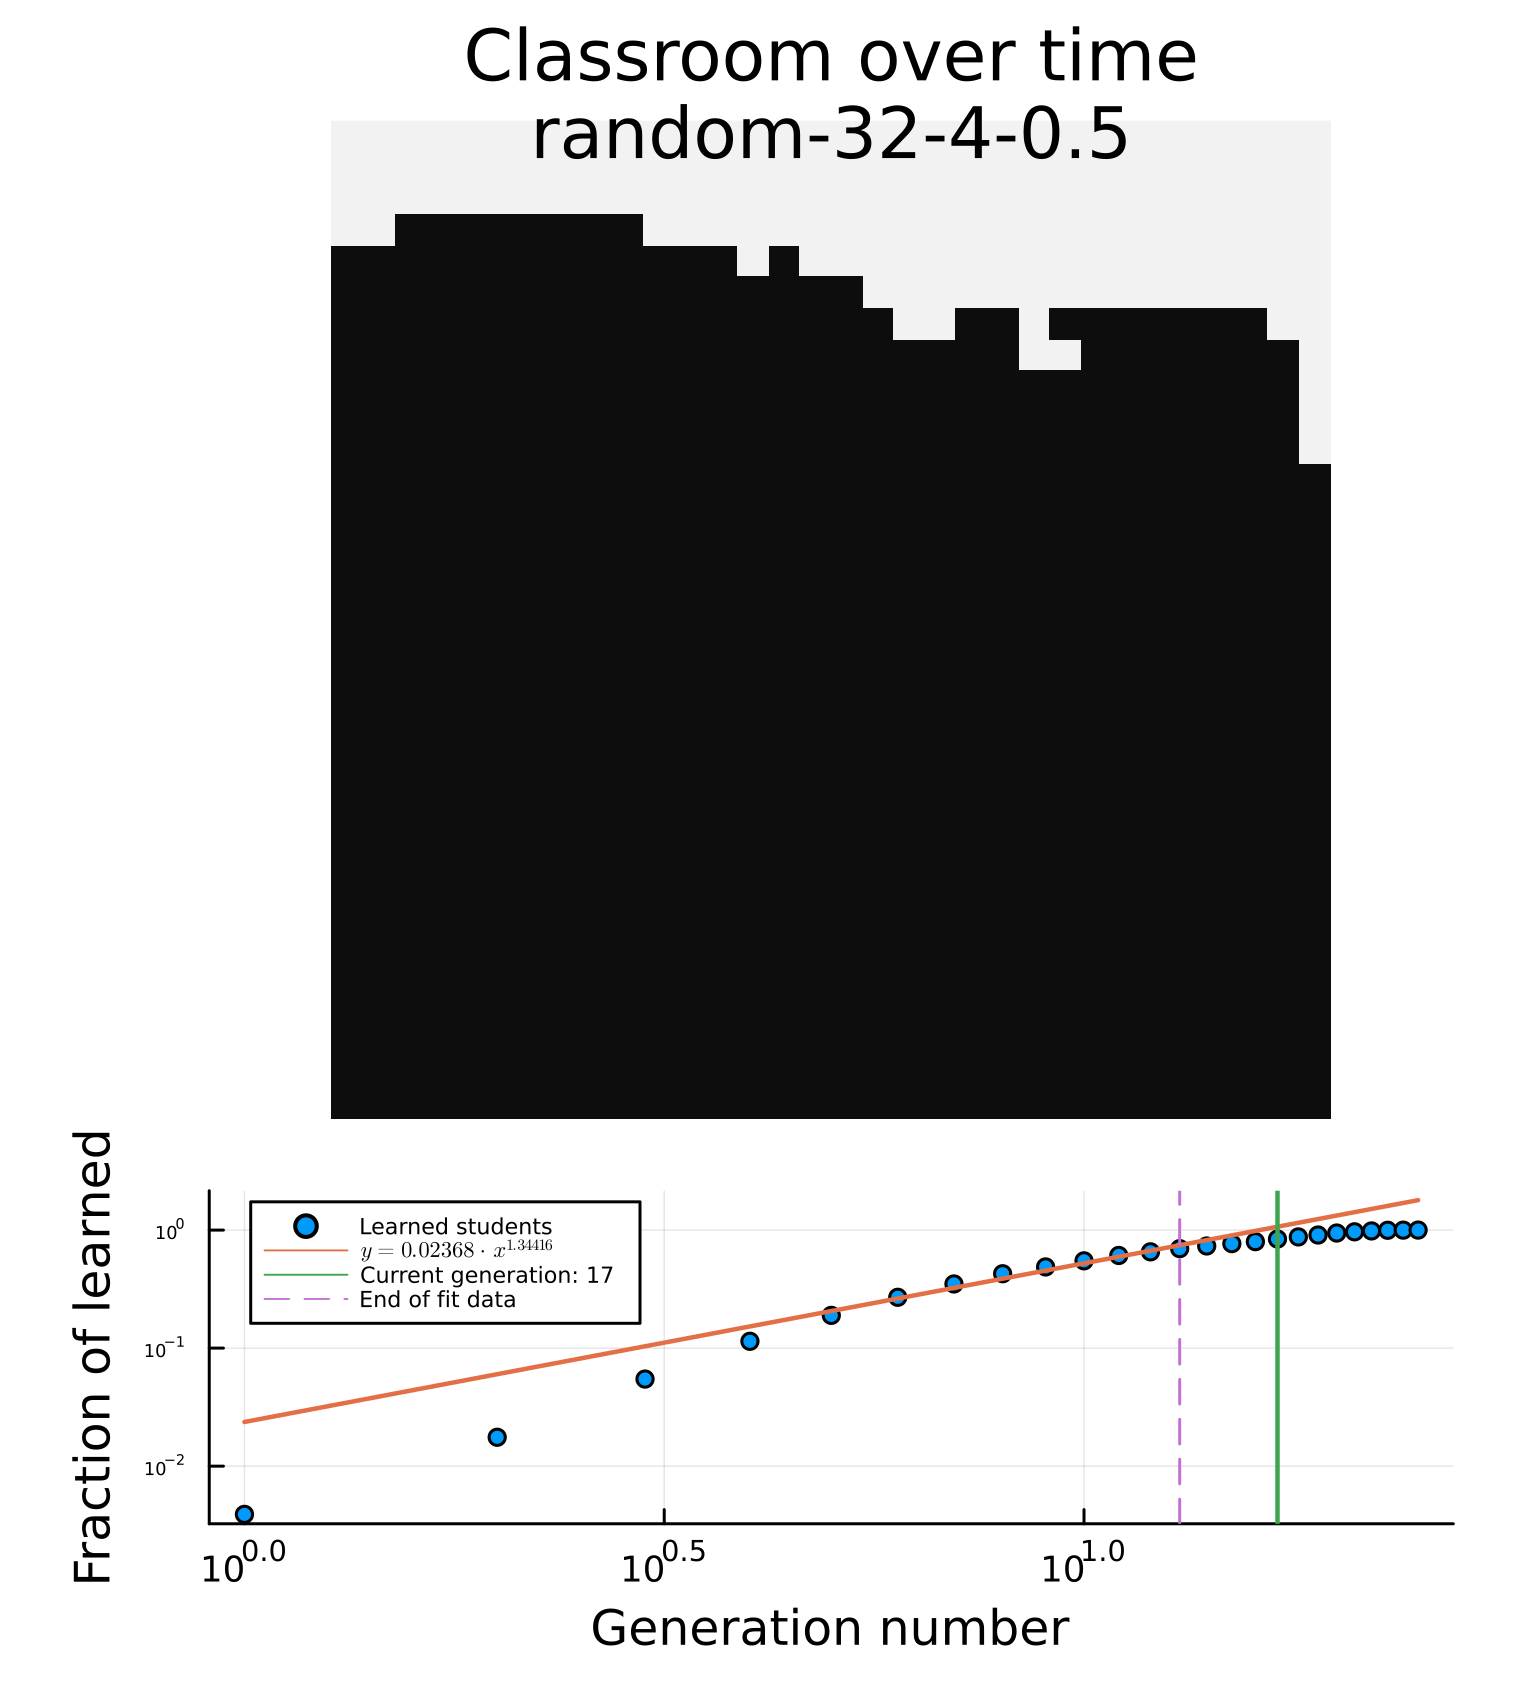 Classroom over time
random-32-4-0.5
Fraction of learned
10⁰
10⁻¹
10⁻²
Learned students
y = 0.02368 · x^1.34416
Current generation: 17
End of fit data
10^0.0
10^0.5
10^1.0
Generation number